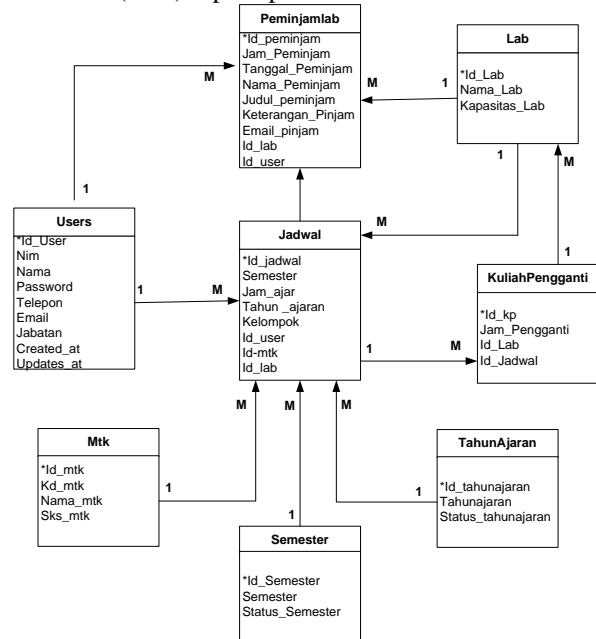 Peminjamlab
*Id_peminjam
Jam_Peminjam
Tanggal_Peminjam
Nama_Peminjam
Judul_peminjam
Keterangan_Pinjam
Email_pinjam
Id_lab
Id_user
Lab
*Id_Lab
Nama_Lab
Kapasitas_Lab
M
M
1
1
M
1
M
Users
*Id_User
Nim
Nama
Password
Telepon
Email
Jabatan
Created_at
Updates_at
1
M
Jadwal
*Id_jadwal
Semester
Jam_ajar
Tahun _ajaran
Kelompok
Id_user
Id-mtk
Id_lab
1
M
1
KuliahPengganti
*Id_kp
Jam_Pengganti
Id_Lab
Id_Jadwal
M
M
M
Mtk
*Id_mtk
Kd_mtk
Nama_mtk
Sks_mtk
1
1
1
TahunAjaran
*Id_tahunajaran
Tahunajaran
Status_tahunajaran
Semester
*Id_Semester
Semester
Status_Semester